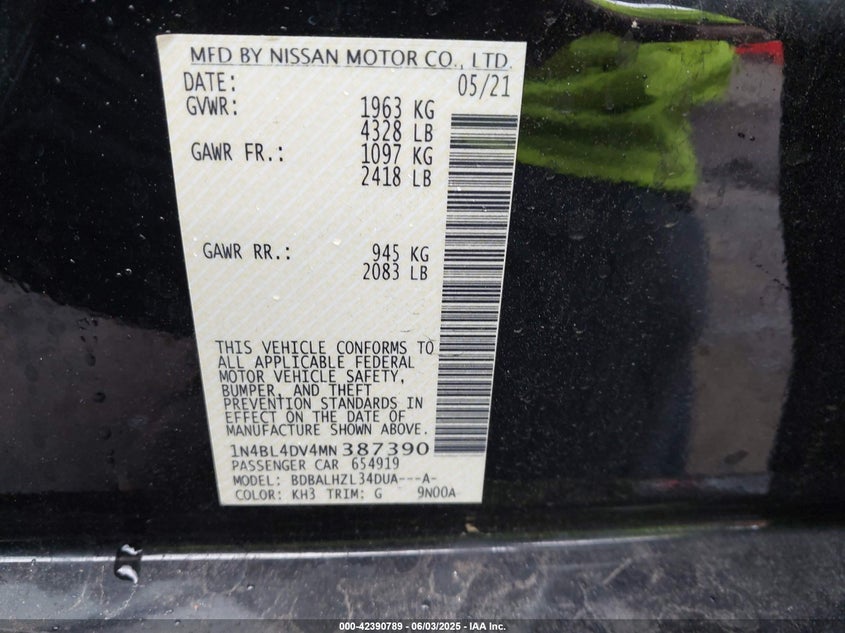 MFD BY NISSAN MOTOR CO., LTD.
DATE: 05/21
GVWR: 1963 KG
4328 LB
GAWR FR.: 1097 KG
2418 LB
GAWR RR.: 945 KG
2083 LB
THIS VEHICLE CONFORMS TO
ALL APPLICABLE FEDERAL
MOTOR VEHICLE SAFETY,
BUMPER, AND THEFT
PREVENTION STANDARDS IN
EFFECT ON THE DATE OF
MANUFACTURE SHOWN ABOVE.
1N4BL4DV4MN387390
PASSENGER CAR 654919
MODEL: BDBALHZL34DUA---A-
COLOR: KH3 TRIM: G 9N00A
000-42390789 - 06/03/2025 - IAA Inc.